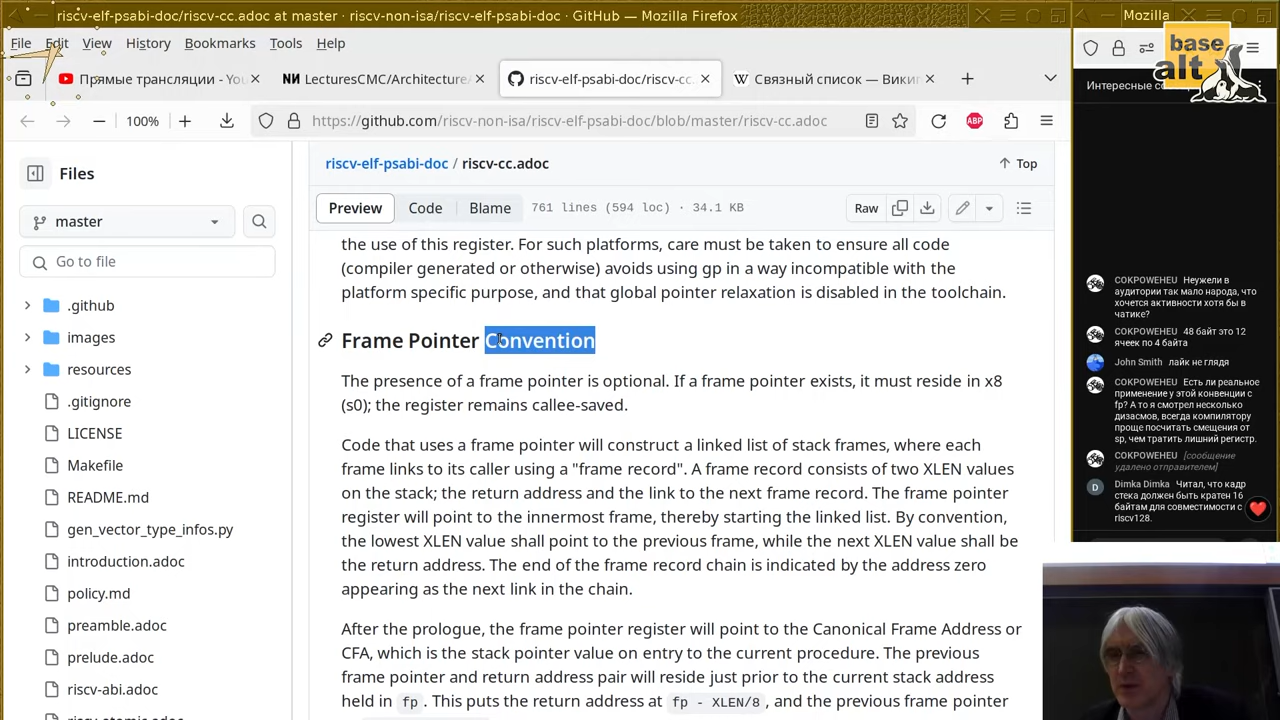 riscv-elf-psabi-doc/riscv-cc.adoc at master · riscv-non-isa/riscv-elf-psabi-doc · GitHub — Mozilla Firefox
Mozilla
File Edit View History Bookmarks Tools Help
base
alt
Прямые трансляции - You
LecturesCMC/Architecture
riscv-elf-psabi-doc/riscv-cc.
Связный список — Вики
Интересные со
100%
https://github.com/riscv-non-isa/riscv-elf-psabi-doc/blob/master/riscv-cc.adoc
ABP
Files
master
Go to file
.github
images
resources
.gitignore
LICENSE
Makefile
README.md
gen_vector_type_infos.py
introduction.adoc
policy.md
preamble.adoc
prelude.adoc
riscv-abi.adoc
riscv-atomic.adoc
riscv-elf-psabi-doc / riscv-cc.adoc
Top
Preview Code Blame 761 lines (594 loc) · 34.1 KB
Raw
the use of this register. For such platforms, care must be taken to ensure all code
(compiler generated or otherwise) avoids using gp in a way incompatible with the
platform specific purpose, and that global pointer relaxation is disabled in the toolchain.
Frame Pointer Convention
The presence of a frame pointer is optional. If a frame pointer exists, it must reside in x8
(s0); the register remains callee-saved.
Code that uses a frame pointer will construct a linked list of stack frames, where each
frame links to its caller using a "frame record". A frame record consists of two XLEN values
on the stack; the return address and the link to the next frame record. The frame pointer
register will point to the innermost frame, thereby starting the linked list. By convention,
the lowest XLEN value shall point to the previous frame, while the next XLEN value shall be
the return address. The end of the frame record chain is indicated by the address zero
appearing as the next link in the chain.
After the prologue, the frame pointer register will point to the Canonical Frame Address or
CFA, which is the stack pointer value on entry to the current procedure. The previous
frame pointer and return address pair will reside just prior to the current stack address
held in fp . This puts the return address at fp - XLEN/8 , and the previous frame pointer
COKPOWEHEU Неужели в
аудитории так мало народа, что
хочется активности хотя бы в
чатике?
COKPOWEHEU 48 байт это 12
ячеек по 4 байта
John Smith лайк не глядя
COKPOWEHEU Есть ли реальное
применение у этой конвенции с
fp? А то я смотрел несколько
дизасмов, всегда компилятору
проще посчитать смещения от
sp, чем тратить лишний регистр.
COKPOWEHEU [сообщение
удалено отправителем]
D
Dimka Dimka Читал, что кадр
стека должен быть кратен 16
байтам для совместимости с
riscv128.